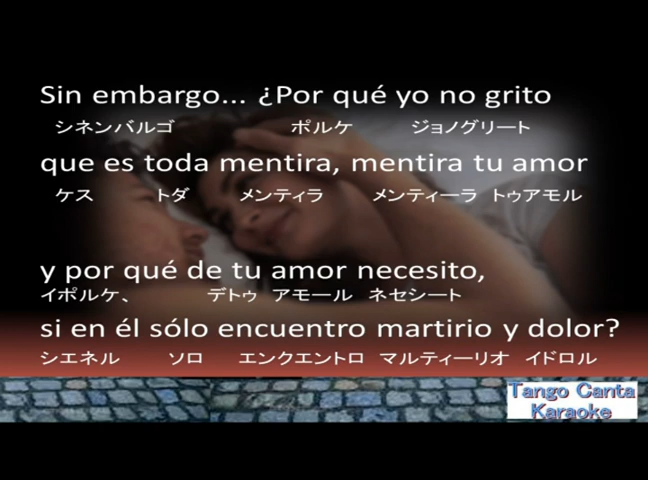 Sin embargo... ¿Por qué yo no grito
シネンバルゴ ポルケ ジョノグリート
que es toda mentira, mentira tu amor
ケス トダ メンティラ メンティーラ トゥアモル
y por qué de tu amor necesito,
イポルケ、 デトゥ アモール ネセシート
si en él sólo encuentro martirio y dolor?
シエネル ソロ エンクエントロ マルティーリオ イドロル
Tango Canta
Karaoke